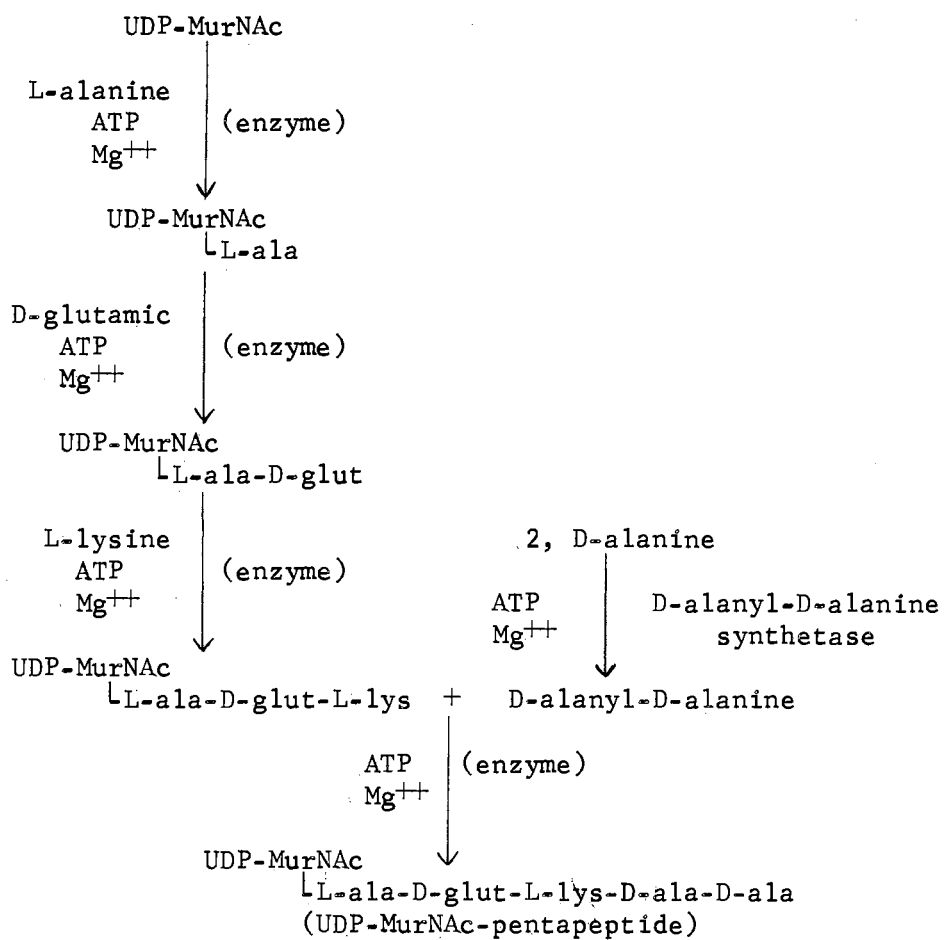 UDP-MurNAc
L-alanine
ATP
Mg++
(enzyme)
UDP-MurNAc
L-ala
D-glutamic
ATP
Mg++
(enzyme)
UDP-MurNAc
L-ala-D-glut
L-lysine
ATP
Mg++
(enzyme)
2, D-alanine
ATP
Mg++
D-alanyl-D-alanine
synthetase
UDP-MurNAc
L-ala-D-glut-L-lys + D-alanyl-D-alanine
ATP
Mg++
(enzyme)
UDP-MurNAc
L-ala-D-glut-L-lys-D-ala-D-ala
(UDP-MurNAc-pentapeptide)